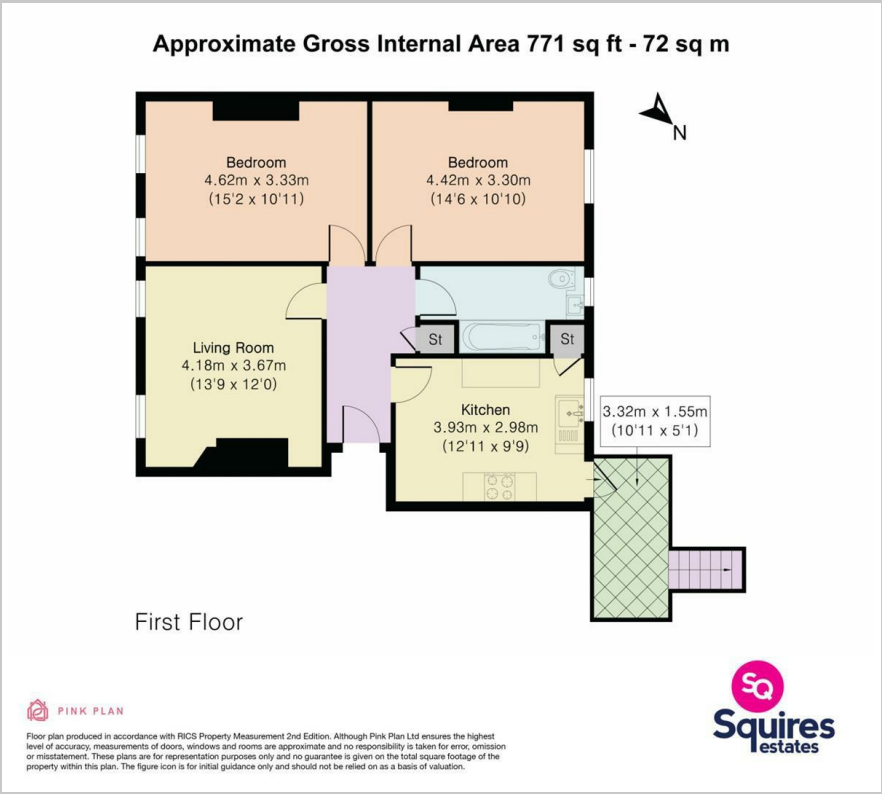 Approximate Gross Internal Area 771 sq ft - 72 sq m
N
Bedroom
4.62m x 3.33m
(15'2 x 10'11)
Bedroom
4.42m x 3.30m
(14'6 x 10'10)
St
St
Living Room
4.18m x 3.67m
(13'9 x 12'0)
Kitchen
3.93m x 2.98m
(12'11 x 9'9)
3.32m x 1.55m
(10'11 x 5'1)
First Floor
PINK PLAN
Floor plan produced in accordance with RICS Property Measurement 2nd Edition. Although Pink Plan Ltd ensures the highest
level of accuracy, measurements of doors, windows and rooms are approximate and no responsibility is taken for error, omission
or misstatement. These plans are for representation purposes only and no guarantee is given on the total square footage of the
property within this plan. The figure icon is for initial guidance only and should not be relied on as a basis of valuation.
SQ
Squires
estates